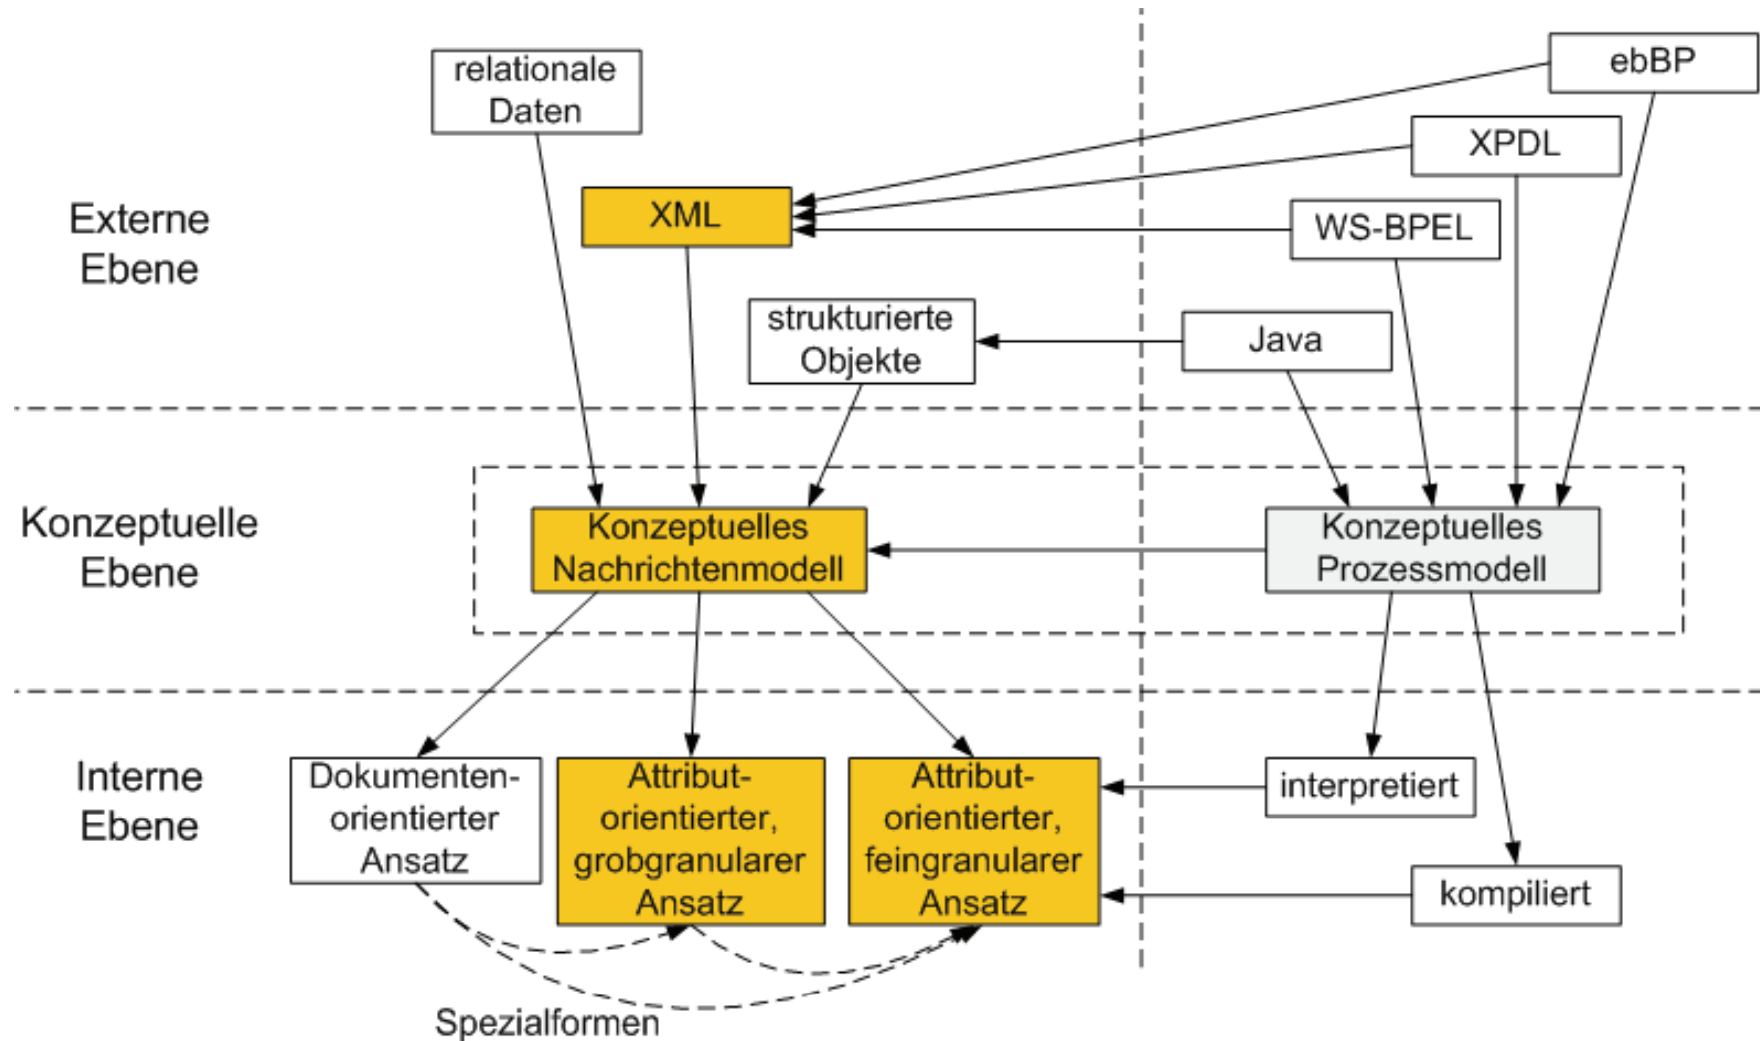 relationale
Daten
ebBP
XPDL
XML
WS-BPEL
Externe
Ebene
strukturierte
Objekte
Java
Konzeptuelle
Ebene
Konzeptuelles
Nachrichtenmodell
Konzeptuelles
Prozessmodell
Interne
Ebene
Dokumenten-
orientierter
Ansatz
Attribut-
orientierter,
grobgranularer
Ansatz
Attribut-
orientierter,
feingranularer
Ansatz
interpretiert
kompiliert
Spezialformen